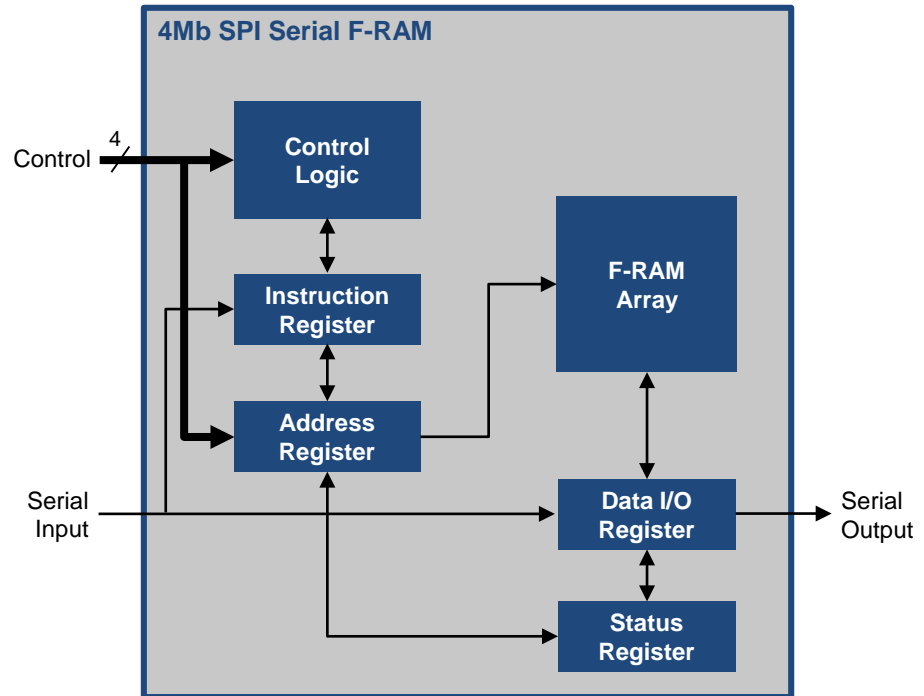 4Mb SPI Serial F-RAM
4
Control
Control
Logic
Instruction
Register
F-RAM
Array
Address
Register
Serial
Input
Data I/O
Register
Serial
Output
Status
Register